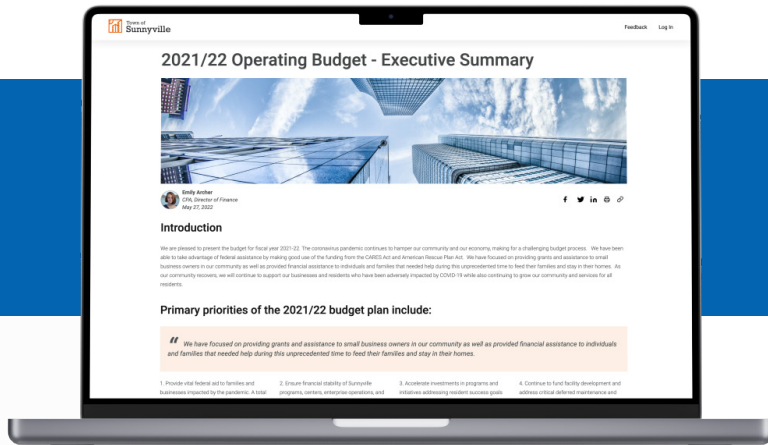 Town of
Sunnyville
Feedback Log In
2021/22 Operating Budget - Executive Summary
Emily Archer
CPA, Director of Finance
May 27, 2022
Introduction
We are pleased to present the budget for fiscal year 2021-22. The coronavirus pandemic continues to hamper our community and our economy, making for a challenging budget process. We have been
able to take advantage of federal assistance by making good use of the funding from the CARES Act and American Rescue Plan Act. We have focused on providing grants and assistance to small
business owners in our community as well as provided financial assistance to individuals and families that needed help during this unprecedented time to feed their families and stay in their homes. As
our community recovers, we will continue to support our businesses and residents who have been adversely impacted by COVID-19 while also continuing to grow our community and services for all
residents.
Primary priorities of the 2021/22 budget plan include:
“ We have focused on providing grants and assistance to small business owners in our community as well as provided financial assistance to individuals
and families that needed help during this unprecedented time to feed their families and stay in their homes.
1. Provide vital federal aid to families and
businesses impacted by the pandemic. A total
2. Ensure financial stability of Sunnyville
programs, centers, enterprise operations, and
3. Accelerate investments in programs and
initiatives addressing resident success goals
4. Continue to fund facility development and
address critical deferred maintenance and